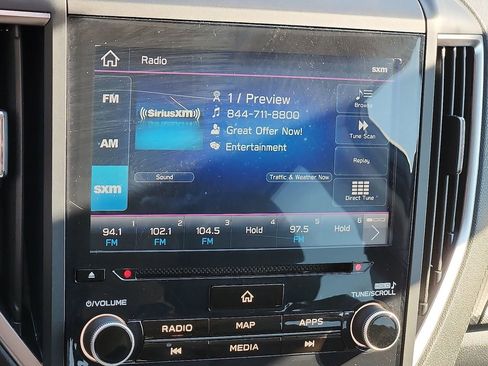 Radio
sxm
FM
((SiriusXM))
1 / Preview
844-711-8800
Great Offer Now!
Entertainment
Browse
AM
Tune Scan
Replay
sxm
Sound
Traffic & Weather Now
Direct Tune
1 2 3 4 5 6
94.1 102.1 104.5 Hold 97.5 Hold
FM FM FM FM
VOLUME
TUNE/SCROLL
RADIO MAP APPS
MEDIA